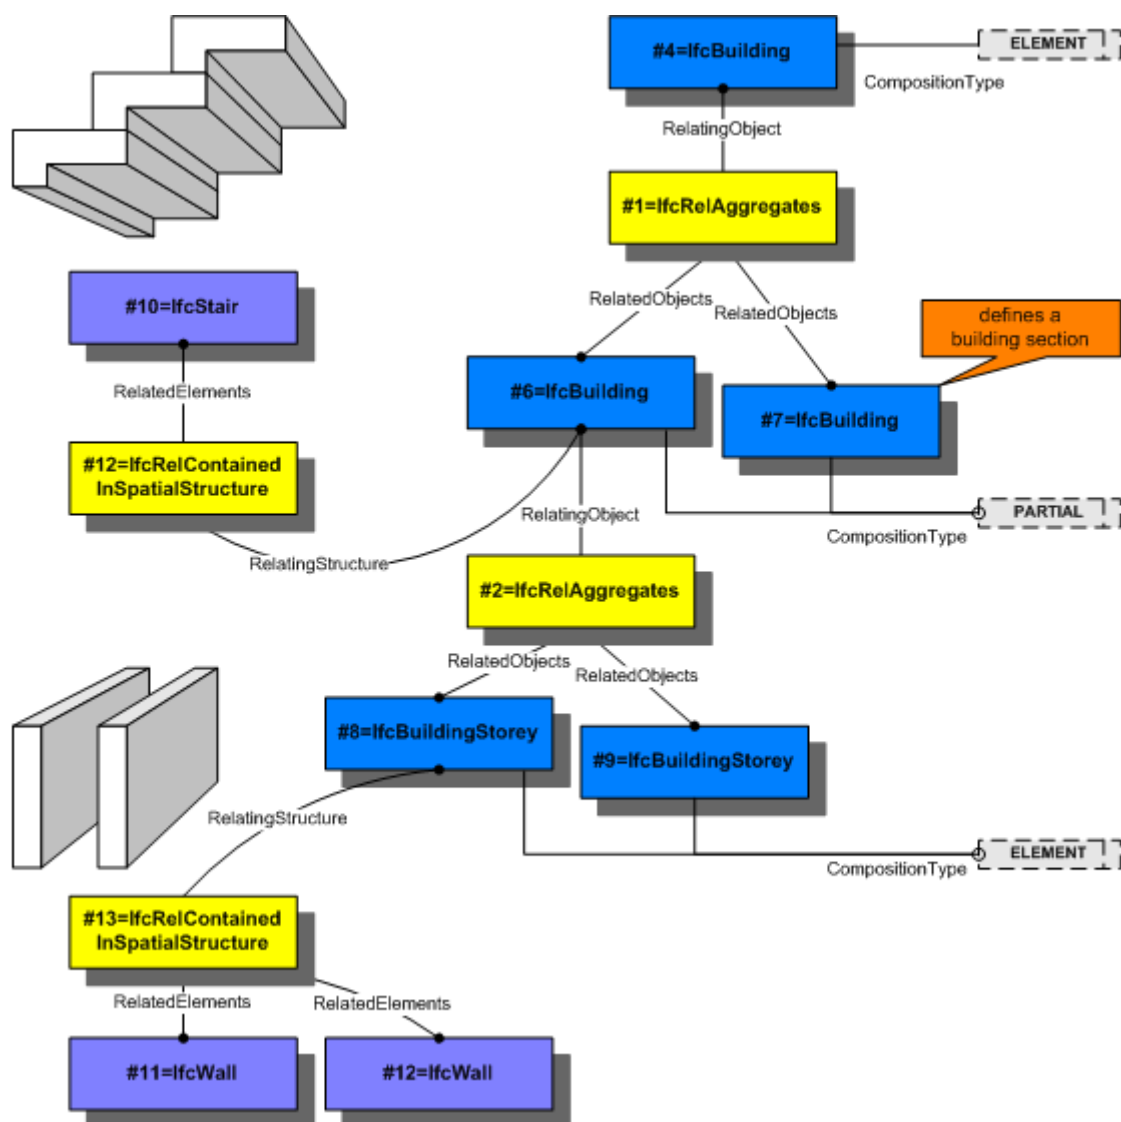 #4=IfcBuilding
ELEMENT
CompositionType
RelatingObject
#1=IfcRelAggregates
RelatedObjects
RelatedObjects
defines a
building section
#10=IfcStair
RelatedElements
#6=IfcBuilding
#7=IfcBuilding
#12=IfcRelContained
InSpatialStructure
RelatingObject
PARTIAL
CompositionType
RelatingStructure
#2=IfcRelAggregates
RelatedObjects
RelatedObjects
#8=IfcBuildingStorey
#9=IfcBuildingStorey
RelatingStructure
ELEMENT
CompositionType
#13=IfcRelContained
InSpatialStructure
RelatedElements
RelatedElements
#11=IfcWall
#12=IfcWall